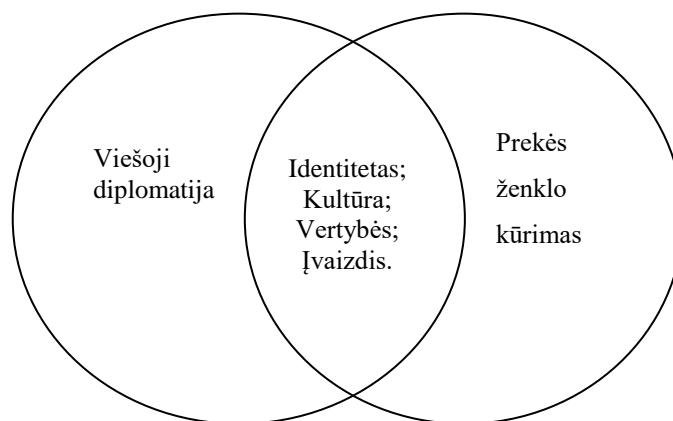 Viešoji
diplomatija
Identitetas;
Kultūra;
Vertybės;
Įvaizdis.
Prekės
ženklo
kūrimas